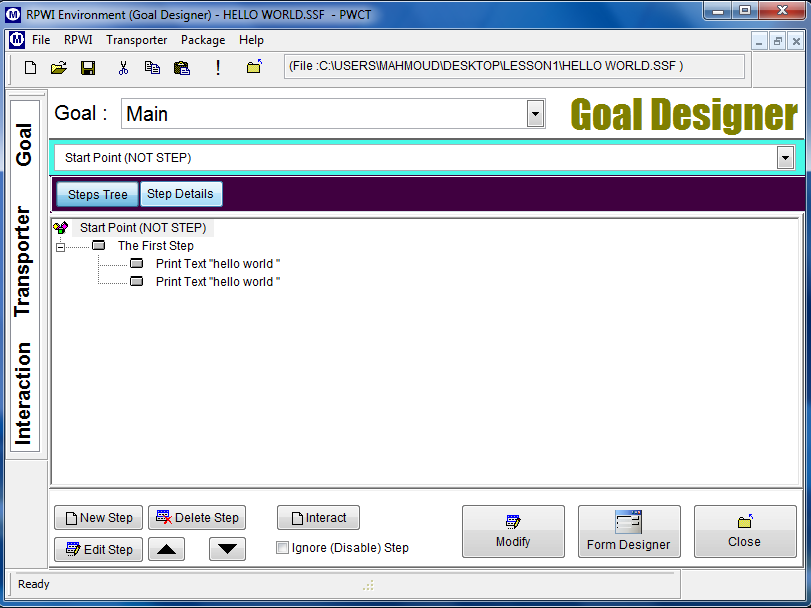 RPWI Environment (Goal Designer) - HELLO WORLD.SSF - PWCT
File RPWI Transporter Package Help
(File :C:\USERS\MAHMOUD\DESKTOP\LESSON1\HELLO WORLD.SSF )
Goal
Transporter
Interaction
Goal : Main
Goal Designer
Start Point (NOT STEP)
Steps Tree Step Details
Start Point (NOT STEP)
The First Step
Print Text "hello world "
Print Text "hello world "
New Step Delete Step Interact
Edit Step Ignore (Disable) Step
Modify Form Designer Close
Ready